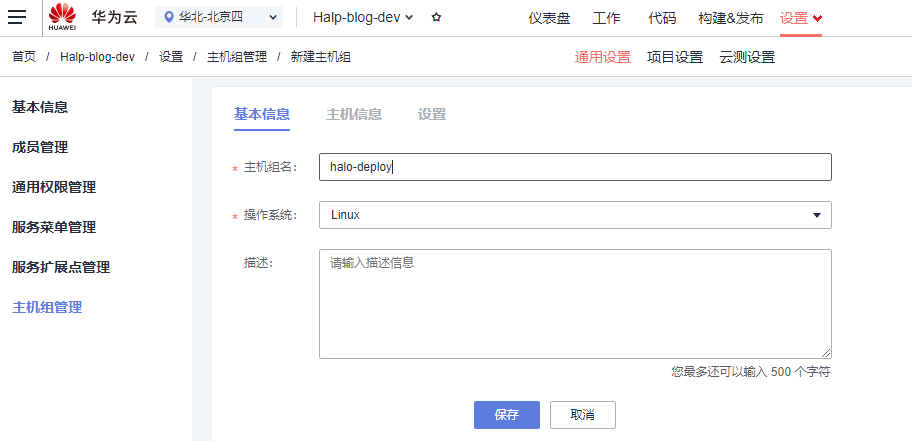 HUAWEI 华为云 华北-北京四 Halp-blog-dev 仪表盘 工作 代码 构建&发布 设置
首页 / Halp-blog-dev / 设置 / 主机组管理 / 新建主机组 通用设置 项目设置 云测设置
基本信息
成员管理
通用权限管理
服务菜单管理
服务扩展点管理
主机组管理
基本信息 主机信息 设置
* 主机组名: halo-deploy
* 操作系统: Linux
描述: 请输入描述信息
您最多还可以输入 500 个字符
保存 取消